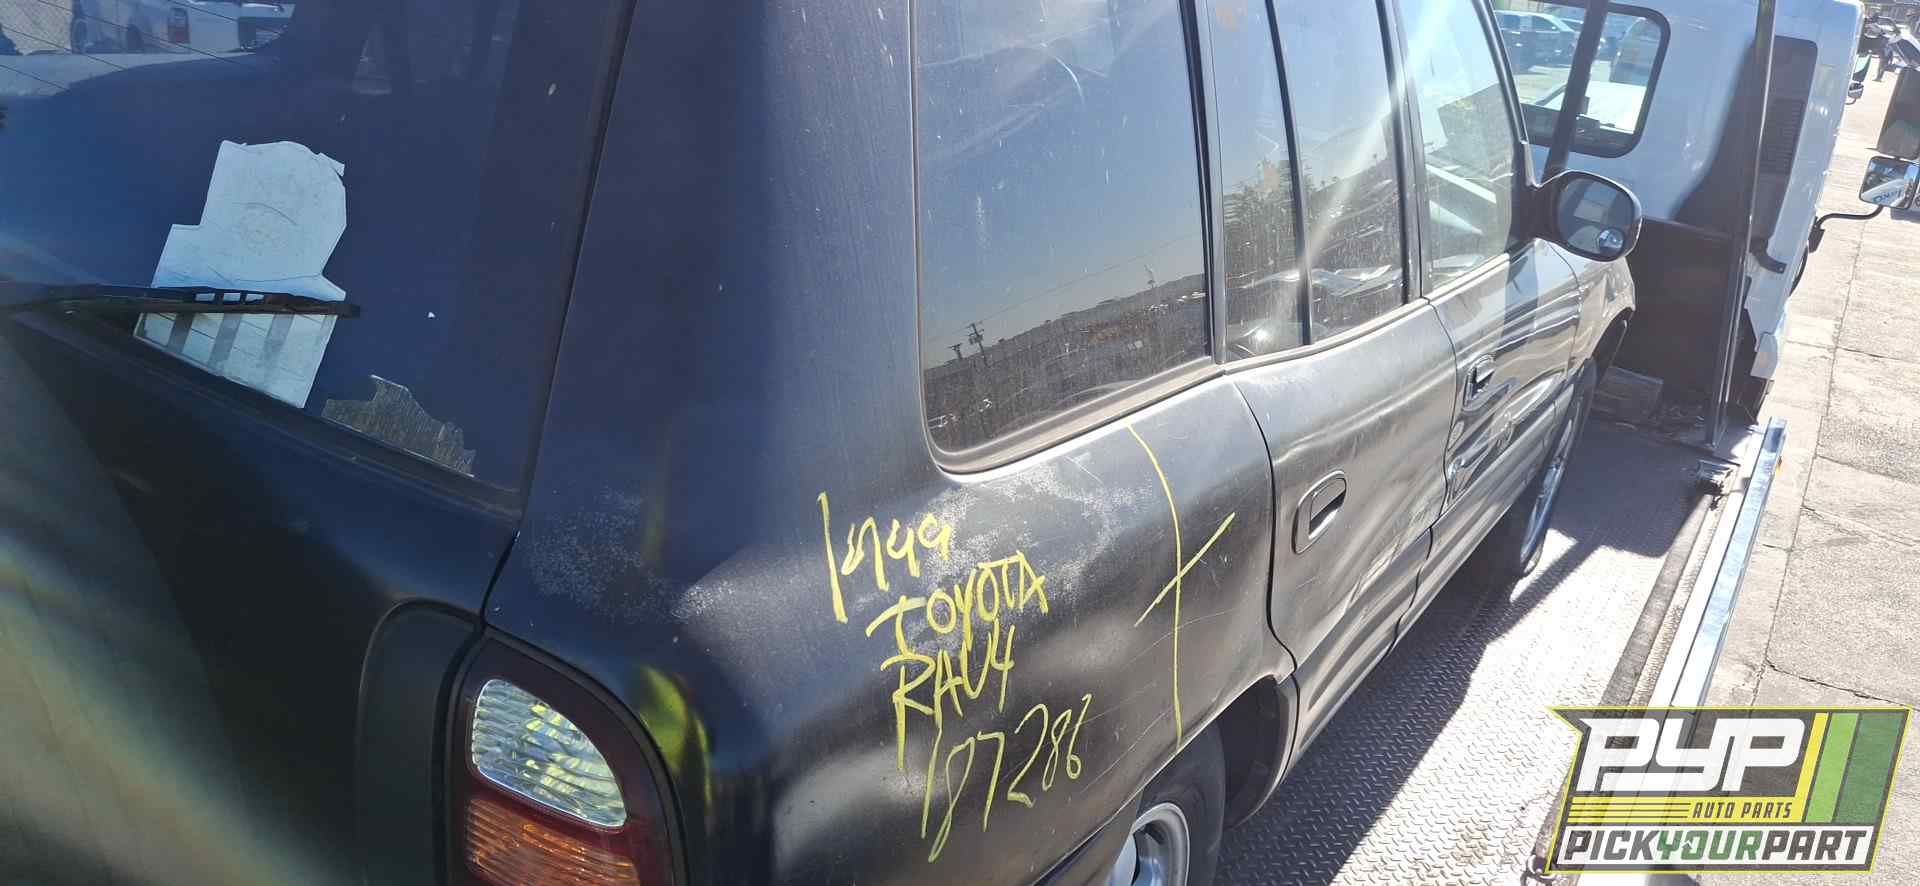 1999
TOYOTA
RAV4
187286
PYP
AUTO PARTS
PICKYOURPART